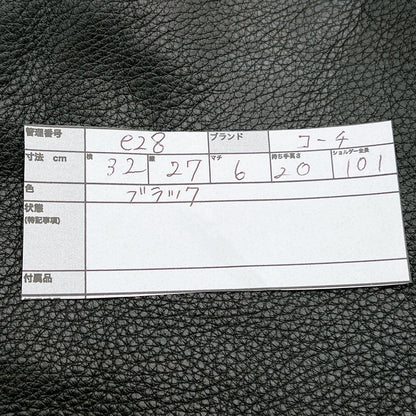 管理番号 e28 ブランド コーチ
寸法 cm 横 32 縦 27 マチ 6 持ち手高さ 20 ショルダー全長 101
色 ブラック
状態
(特記事項)
付属品